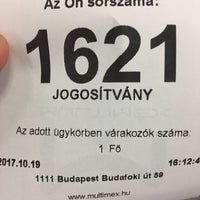 Az Ön sorszáma:
1621
JOGOSÍTVÁNY
Az adott ügykörben várakozók száma:
1 Fő
2017.10.19 16:12:4
1111 Budapest Budafoki út 59
www.multimex.hu